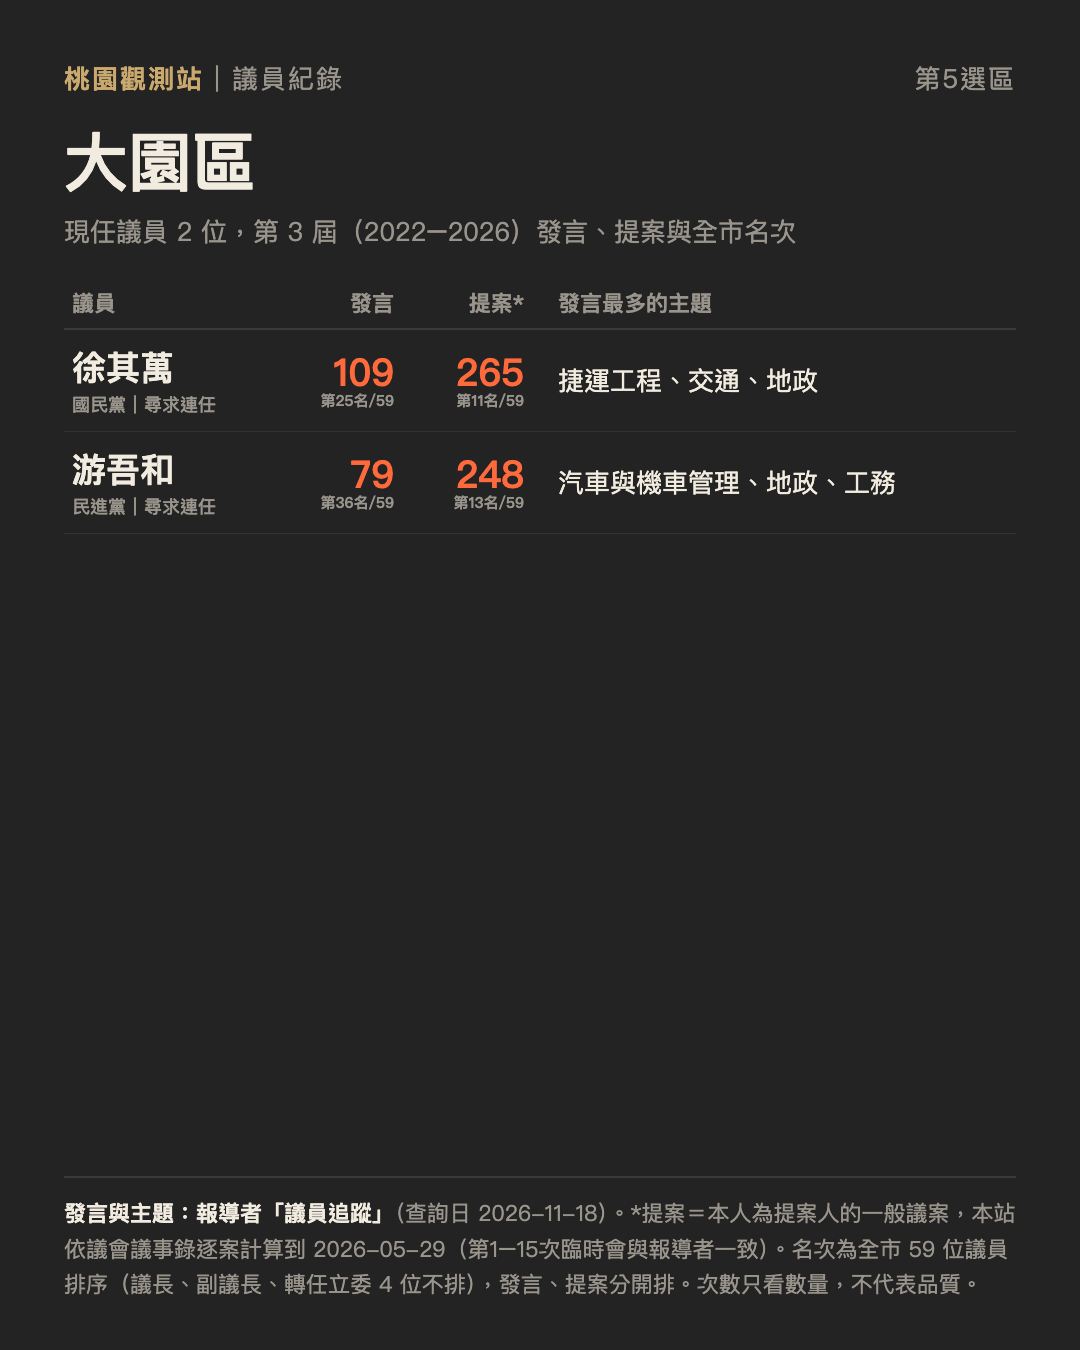 桃園觀測站｜議員紀錄
第5選區
大園區
現任議員 2 位，第 3 屆（2022—2026）發言、提案與全市名次
議員 發言 提案* 發言最多的主題
徐其萬 109 265 捷運工程、交通、地政
國民黨｜尋求連任 第25名/59 第11名/59
游吾和 79 248 汽車與機車管理、地政、工務
民進黨｜尋求連任 第36名/59 第13名/59
發言與主題：報導者「議員追蹤」（查詢日 2026–11–18）。*提案＝本人為提案人的一般議案，本站
依議會議事錄逐案計算到 2026–05–29（第1—15次臨時會與報導者一致）。名次為全市 59 位議員
排序（議長、副議長、轉任立委 4 位不排），發言、提案分開排。次數只看數量，不代表品質。